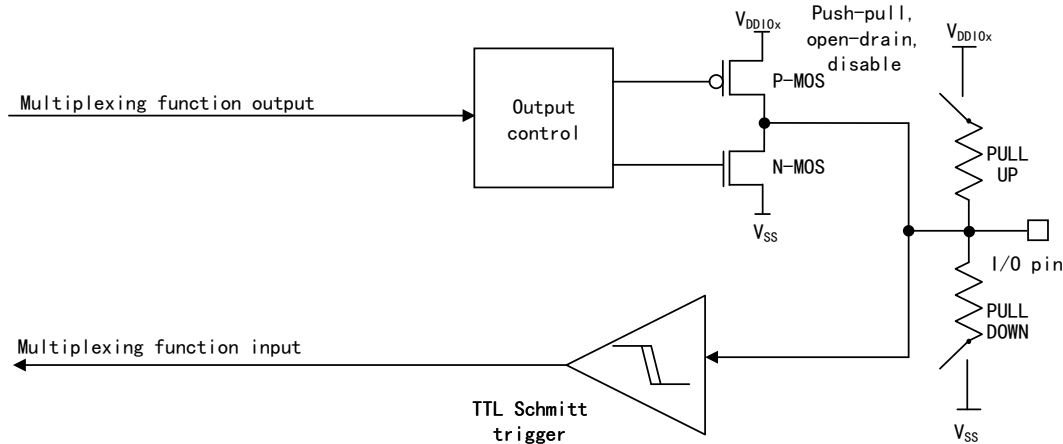 V_DDIOx
Push-pull,
open-drain,
disable
V_DDIOx
Multiplexing function output
Output
control
P-MOS
N-MOS
V_SS
PULL
UP
I/O pin
PULL
DOWN
Multiplexing function input
TTL Schmitt
trigger
V_SS